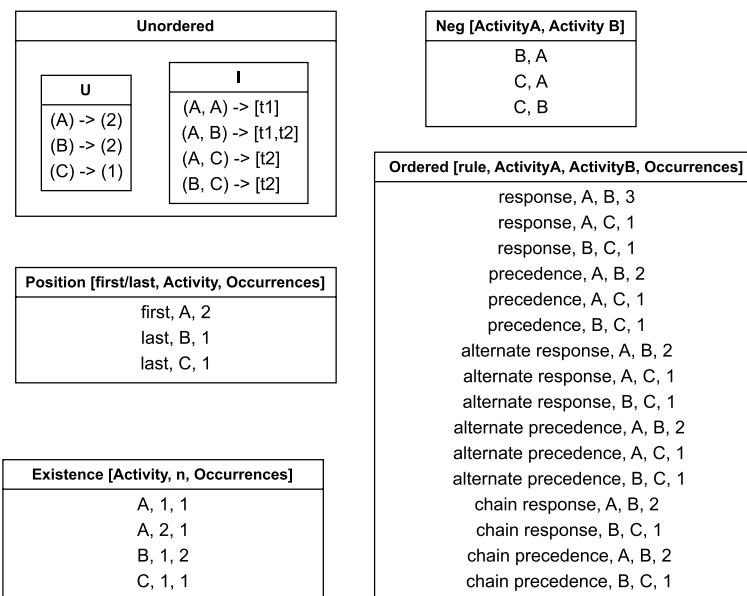 Unordered
U
(A) -> (2)
(B) -> (2)
(C) -> (1)
I
(A, A) -> [t1]
(A, B) -> [t1,t2]
(A, C) -> [t2]
(B, C) -> [t2]
Neg [ActivityA, Activity B]
B, A
C, A
C, B
Position [first/last, Activity, Occurrences]
first, A, 2
last, B, 1
last, C, 1
Existence [Activity, n, Occurrences]
A, 1, 1
A, 2, 1
B, 1, 2
C, 1, 1
Ordered [rule, ActivityA, ActivityB, Occurrences]
response, A, B, 3
response, A, C, 1
response, B, C, 1
precedence, A, B, 2
precedence, A, C, 1
precedence, B, C, 1
alternate response, A, B, 2
alternate response, A, C, 1
alternate response, B, C, 1
alternate precedence, A, B, 2
alternate precedence, A, C, 1
alternate precedence, B, C, 1
chain response, A, B, 2
chain response, B, C, 1
chain precedence, A, B, 2
chain precedence, B, C, 1